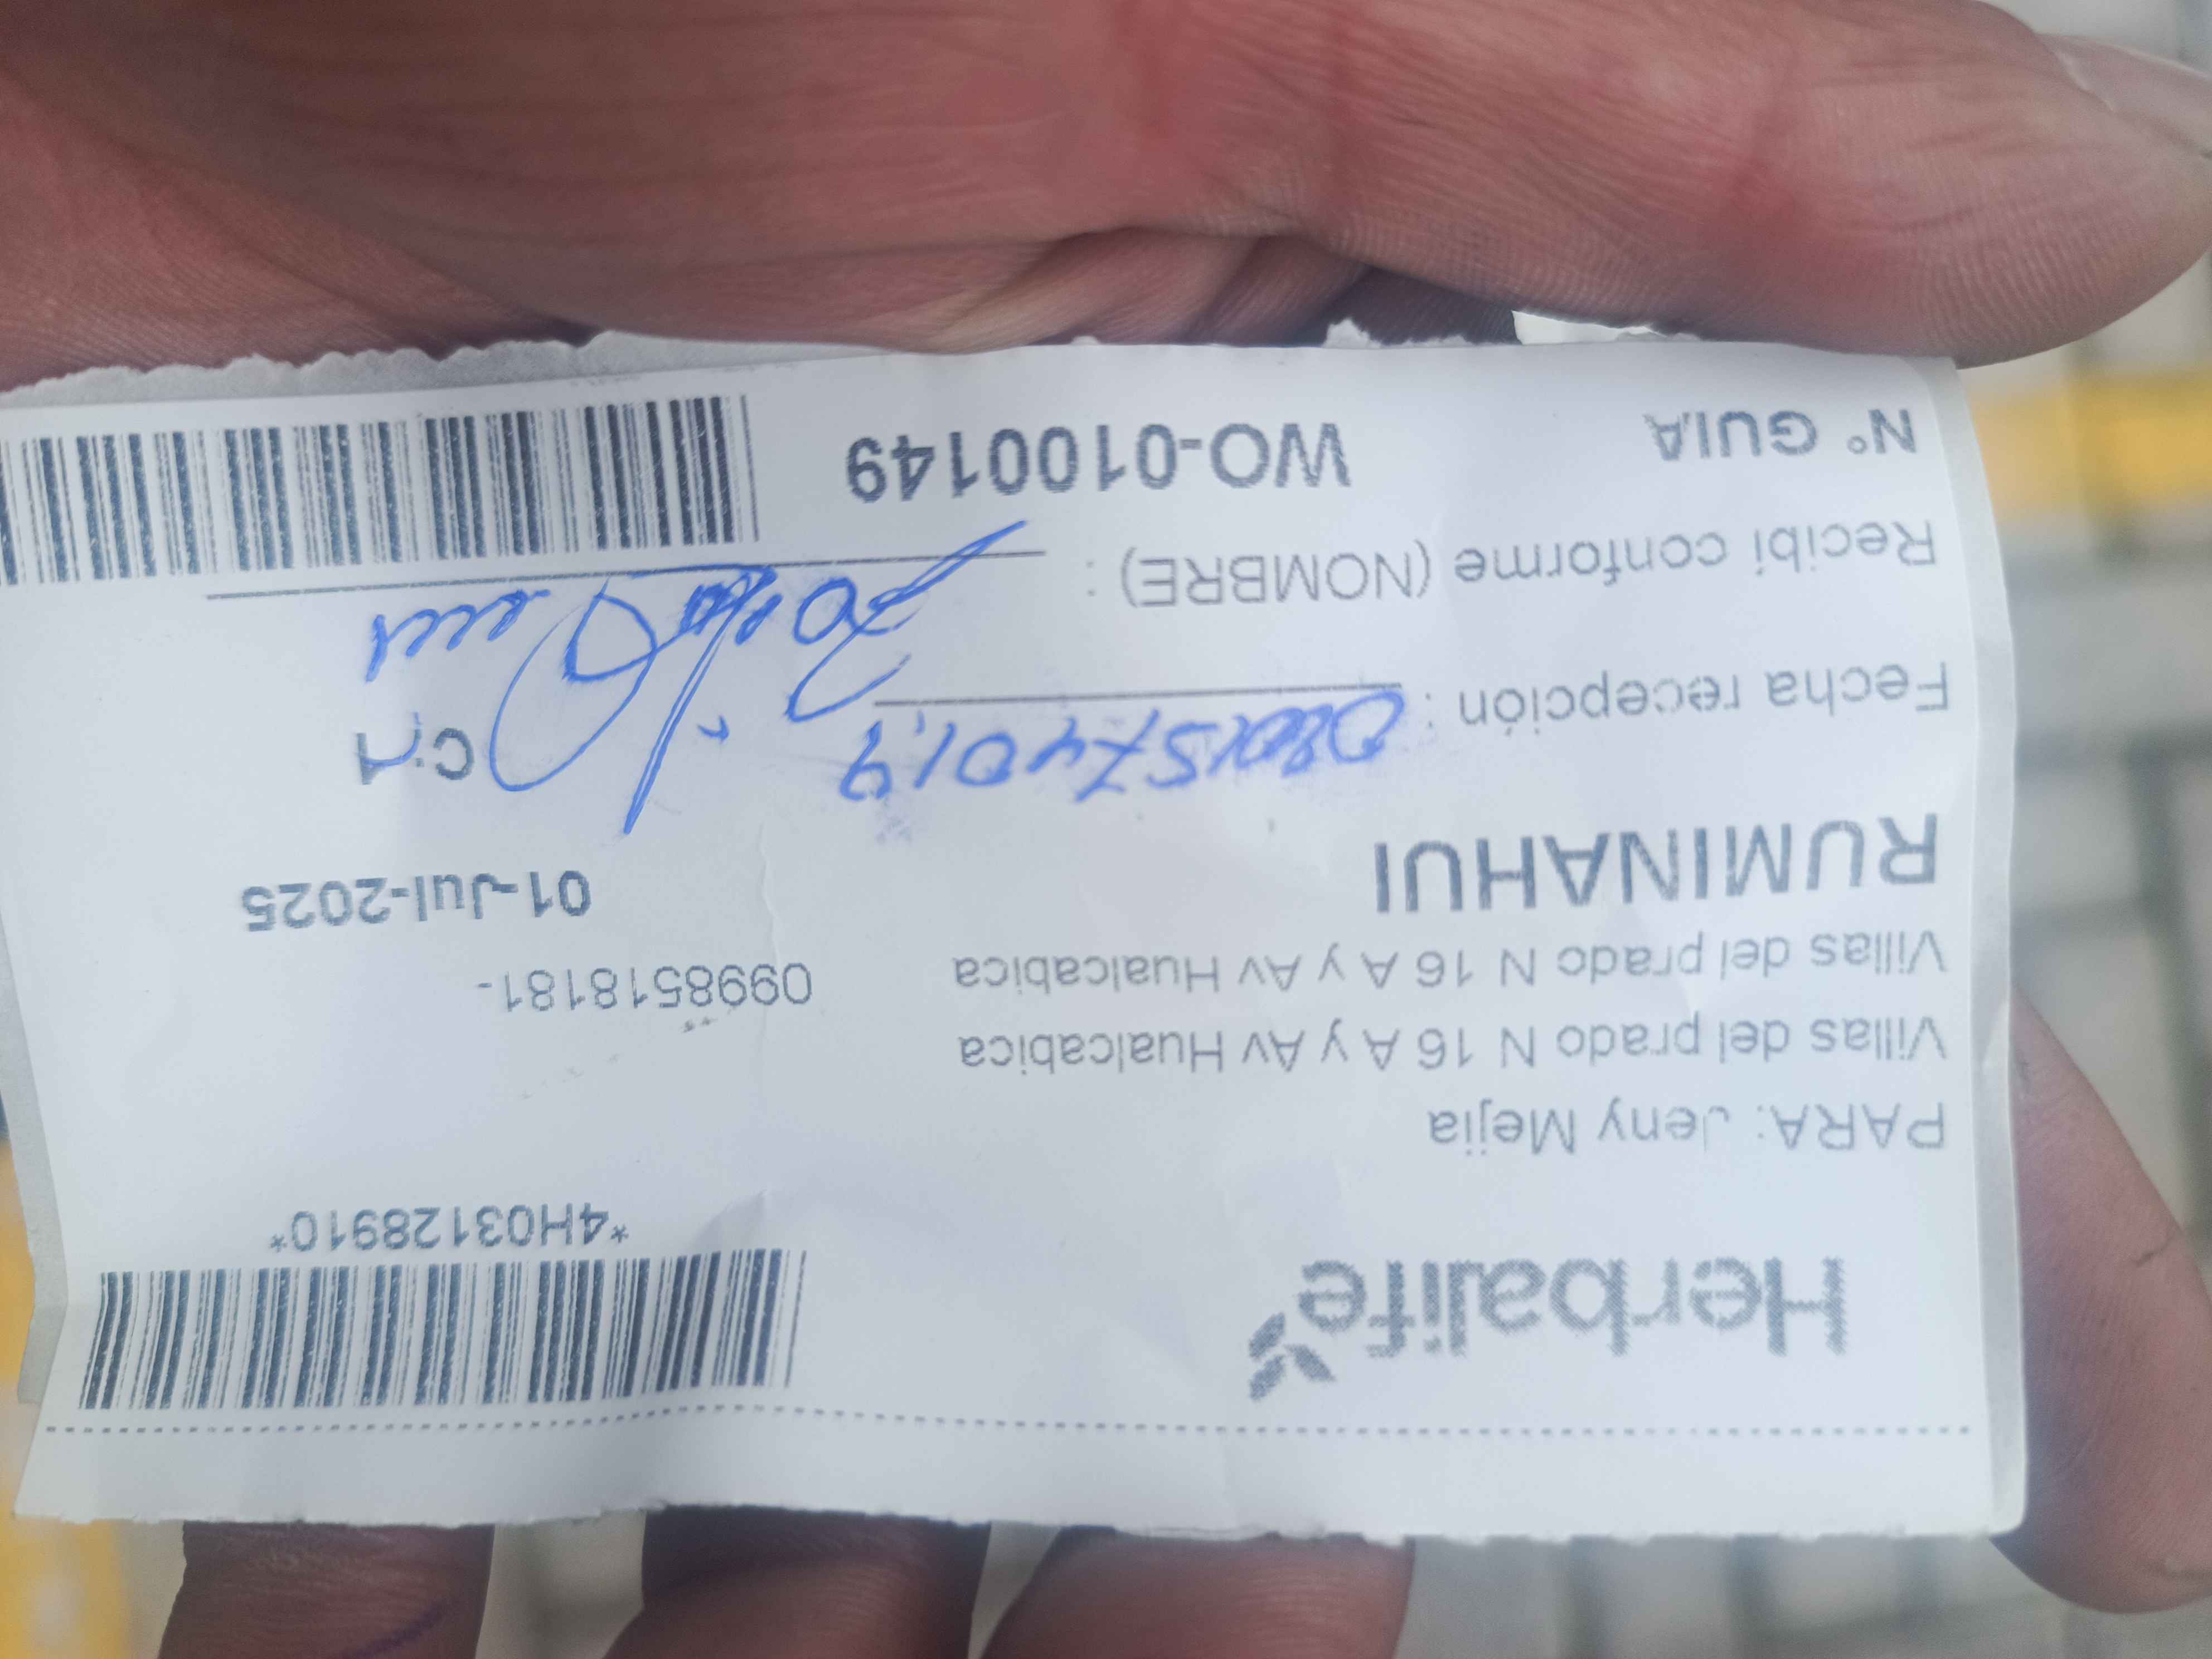 Herbalife
*4H03128910*
PARA: Jeny Mejia
Villas del prado N 16 A y Av Hualcabica
Villas del prado N 16 A y Av Hualcabica
0998518181-
RUMINAHUI
01-Jul-2025
Fecha recepción :
Recibí conforme (NOMBRE) :
N° GUIA
WO-0100149